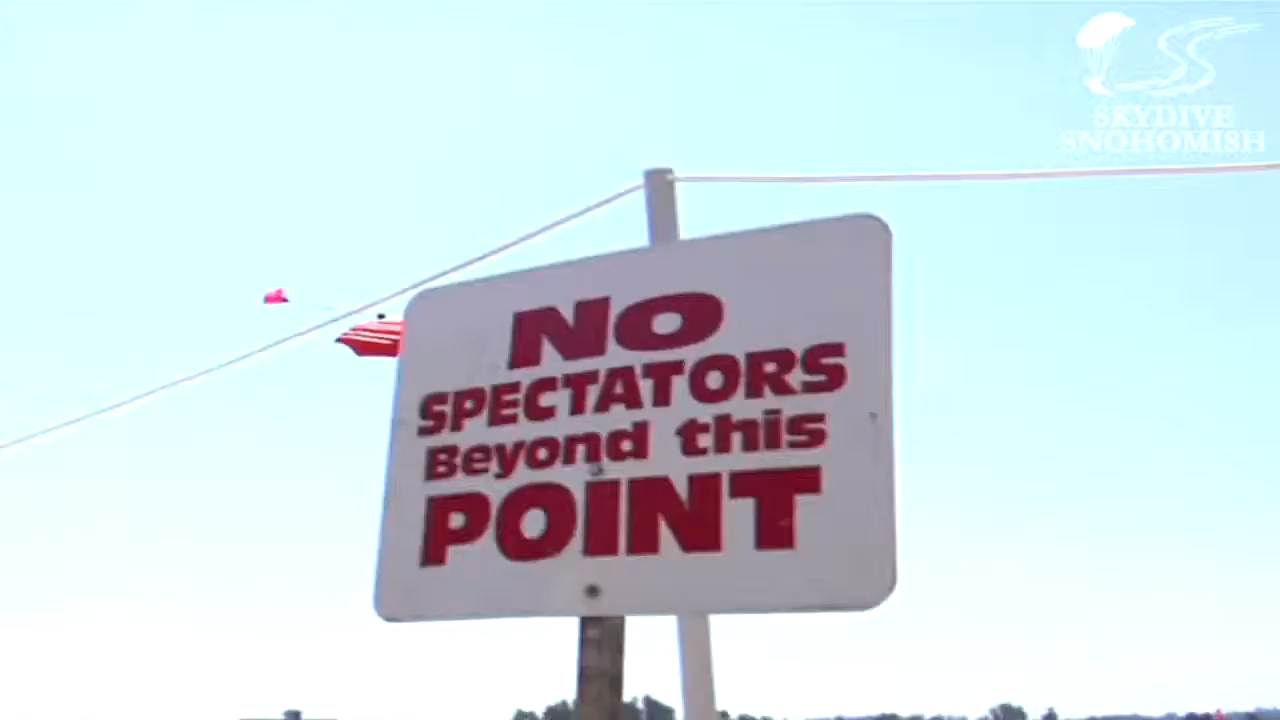 SKYDIVE
SNOHOMISH
NO
SPECTATORS
Beyond this
POINT